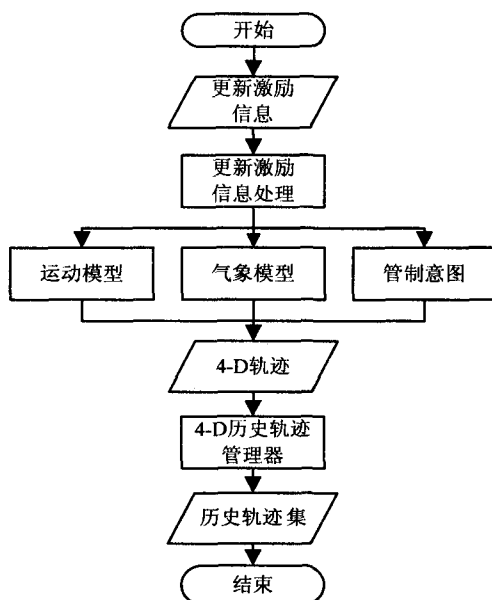 开始
更新激励
信息
更新激励
信息处理
运动模型
气象模型
管制意图
4-D轨迹
4-D历史轨迹
管理器
历史轨迹集
结束